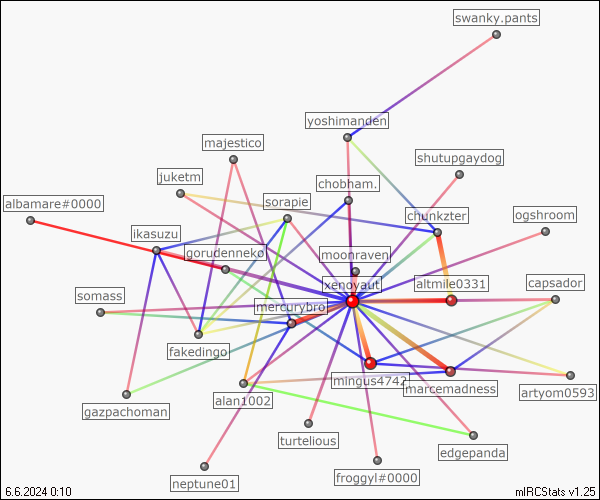 swanky.pants
yoshimanden
majestico
shutupgaydog
juketm
chobham.
albamare#0000
sorapie
chunkzter
ogshroom
ikasuzu
gorudennekol
moonraven
xenoyaut
altmile0331
capsador
somass
mercurybro
fakedingo
mingus4742
marcemadness
artyom0593
gazpachoman
alan1002
turtelious
edgepanda
neptune01
froggyl#0000
6.6.2024 0:10
mIRCStats v1.25